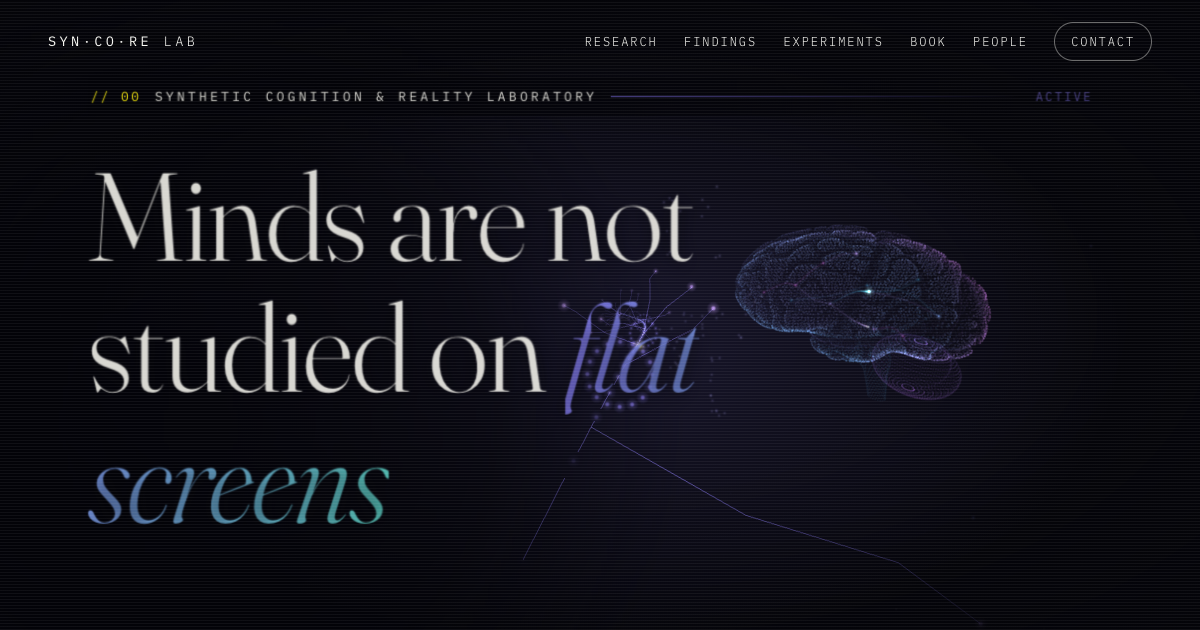 SYN·CO·RE LAB
RESEARCH FINDINGS EXPERIMENTS BOOK PEOPLE CONTACT
// 00 SYNTHETIC COGNITION & REALITY LABORATORY
ACTIVE
Minds are not
studied on flat
screens